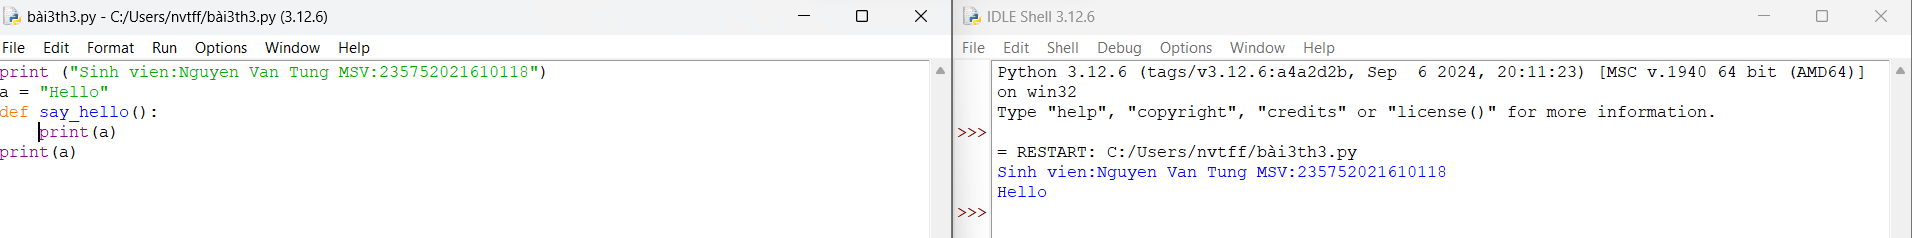 bài3th3.py - C:/Users/nvtff/bài3th3.py (3.12.6)
File Edit Format Run Options Window Help
print ("Sinh vien:Nguyen Van Tung MSV:235752021610118")
a = "Hello"
def say_hello():
    print(a)
print(a)
IDLE Shell 3.12.6
File Edit Shell Debug Options Window Help
Python 3.12.6 (tags/v3.12.6:a4a2d2b, Sep  6 2024, 20:11:23) [MSC v.1940 64 bit (AMD64)]
on win32
Type "help", "copyright", "credits" or "license()" for more information.
>>>
= RESTART: C:/Users/nvtff/bài3th3.py
Sinh vien:Nguyen Van Tung MSV:235752021610118
Hello
>>>